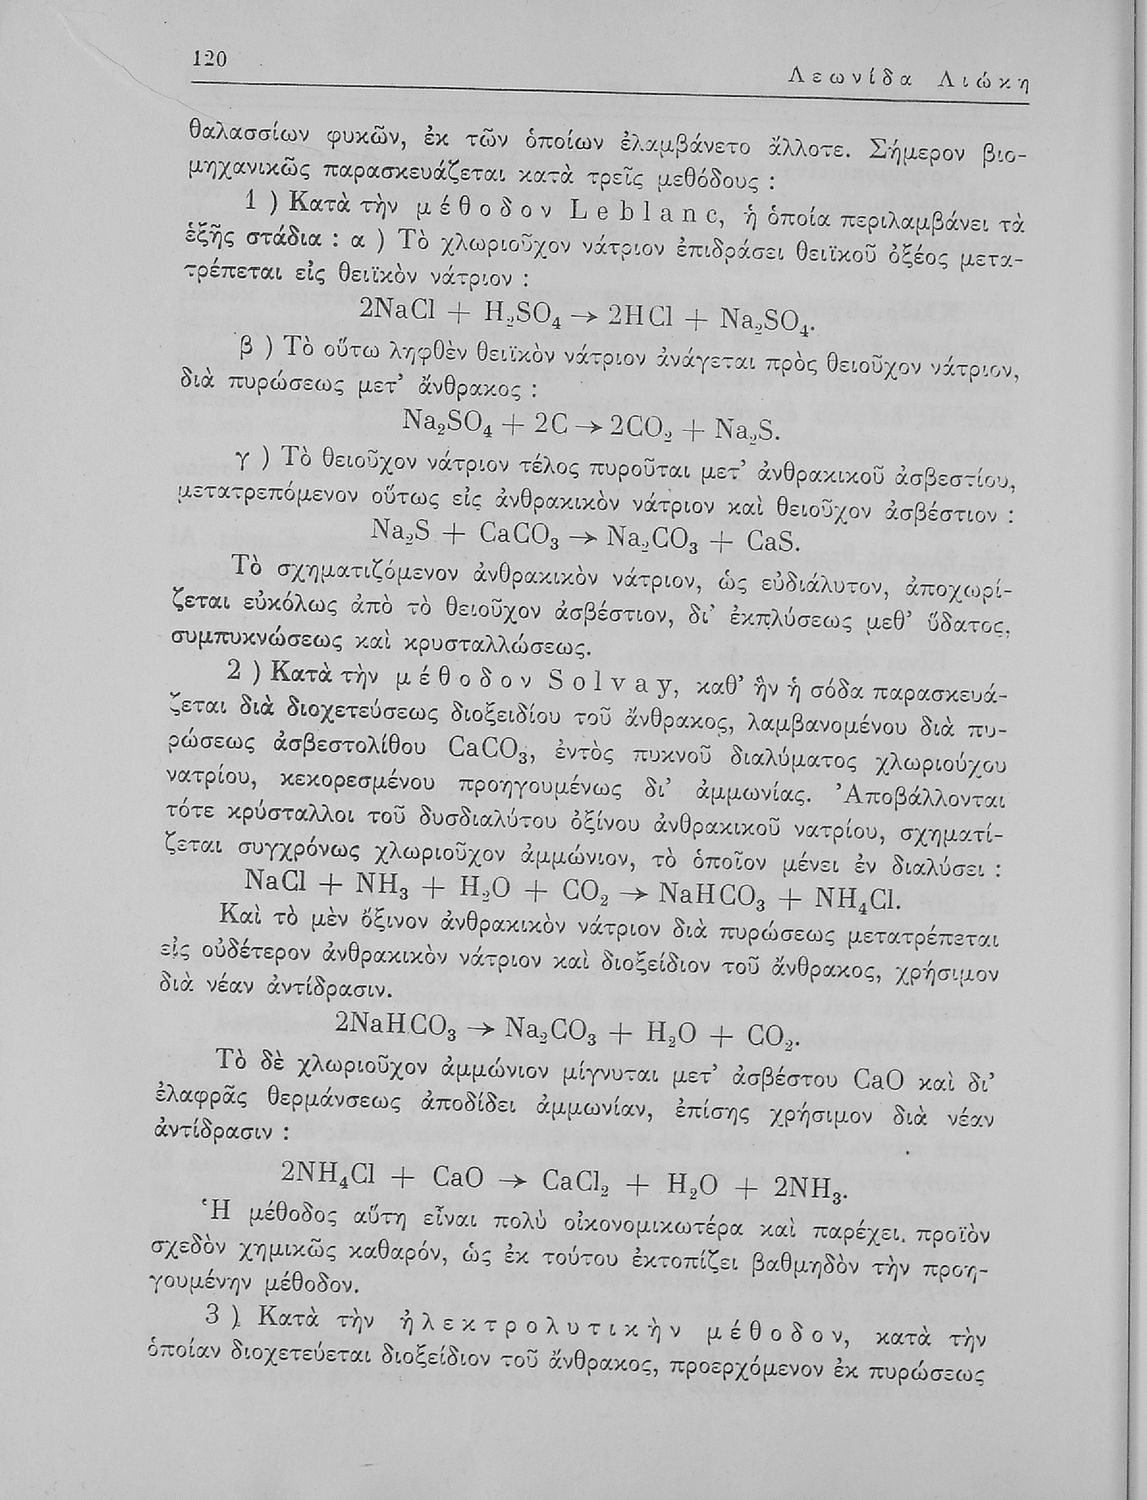 120
Λεωνίδα Λιώκη
θαλασσίων φυκῶν, ἐκ τῶν ὁποίων ἐλαμβάνετο ἄλλοτε. Σήμερον βιο-
μηχανικῶς παρασκευάζεται κατὰ τρεῖς μεθόδους :
1 ) Κατὰ τὴν μέθοδον Leblanc, ἡ ὁποία περιλαμβάνει τὰ
ἑξῆς στάδια : α ) Τὸ χλωριοῦχον νάτριον ἐπιδράσει θειϊκοῦ ὀξέος μετα-
τρέπεται εἰς θειϊκὸν νάτριον :
2NaCl + H₂SO₄ → 2HCl + Na₂SO₄.
β ) Τὸ οὕτω ληφθὲν θειϊκὸν νάτριον ἀνάγεται πρὸς θειοῦχον νάτριον,
διὰ πυρώσεως μετ’ ἄνθρακος :
Na₂SO₄ + 2C → 2CO₂ + Na₂S.
γ ) Τὸ θειοῦχον νάτριον τέλος πυροῦται μετ’ ἀνθρακικοῦ ἀσβεστίου,
μετατρεπόμενον οὕτως εἰς ἀνθρακικὸν νάτριον καὶ θειοῦχον ἀσβέστιον :
Na₂S + CaCO₃ → Na₂CO₃ + CaS.
Τὸ σχηματιζόμενον ἀνθρακικὸν νάτριον, ὡς εὐδιάλυτον, ἀποχωρί-
ζεται εὐκόλως ἀπὸ τὸ θειοῦχον ἀσβέστιον, δι’ ἐκπλύσεως μεθ’ ὕδατος,
συμπυκνώσεως καὶ κρυσταλλώσεως.
2 ) Κατὰ τὴν μέθοδον Solvay, καθ’ ἣν ἡ σόδα παρασκευά-
ζεται διὰ διοχετεύσεως διοξειδίου τοῦ ἄνθρακος, λαμβανομένου διὰ πυ-
ρώσεως ἀσβεστολίθου CaCO₃, ἐντὸς πυκνοῦ διαλύματος χλωριούχου
νατρίου, κεκορεσμένου προηγουμένως δι’ ἀμμωνίας. Ἀποβάλλονται
τότε κρύσταλλοι τοῦ δυσδιαλύτου ὀξίνου ἀνθρακικοῦ νατρίου, σχηματί-
ζεται συγχρόνως χλωριοῦχον ἀμμώνιον, τὸ ὁποῖον μένει ἐν διαλύσει :
NaCl + NH₃ + H₂O + CO₂ → NaHCO₃ + NH₄Cl.
Καὶ τὸ μὲν ὄξινον ἀνθρακικὸν νάτριον διὰ πυρώσεως μετατρέπεται
εἰς οὐδέτερον ἀνθρακικὸν νάτριον καὶ διοξείδιον τοῦ ἄνθρακος, χρήσιμον
διὰ νέαν ἀντίδρασιν.
2NaHCO₃ → Na₂CO₃ + H₂O + CO₂.
Τὸ δὲ χλωριοῦχον ἀμμώνιον μίγνυται μετ’ ἀσβέστου CaO καὶ δι’
ἐλαφρᾶς θερμάνσεως ἀποδίδει ἀμμωνίαν, ἐπίσης χρήσιμον διὰ νέαν
ἀντίδρασιν :
2NH₄Cl + CaO → CaCl₂ + H₂O + 2NH₃.
Ἡ μέθοδος αὕτη εἶναι πολὺ οἰκονομικωτέρα καὶ παρέχει. προϊὸν
σχεδὸν χημικῶς καθαρόν, ὡς ἐκ τούτου ἐκτοπίζει βαθμηδὸν τὴν προη-
γουμένην μέθοδον.
3 ) Κατὰ τὴν ἠλεκτρολυτικὴν μέθοδον, κατὰ τὴν
ὁποίαν διοχετεύεται διοξείδιον τοῦ ἄνθρακος, προερχόμενον ἐκ πυρώσεως